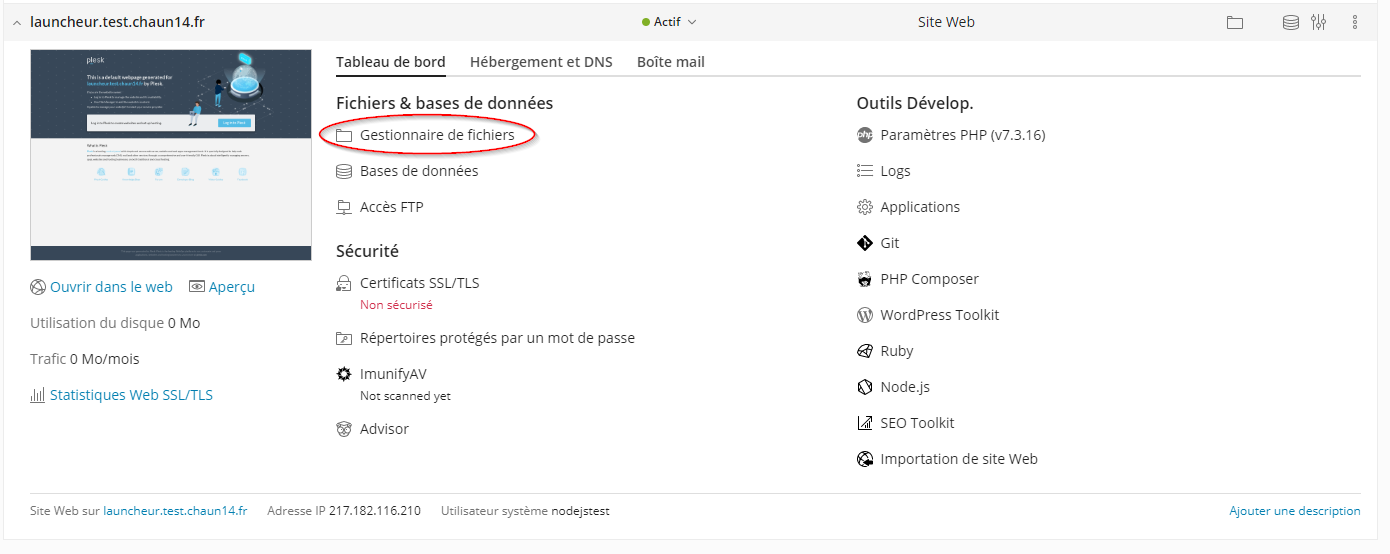 launcheur.test.chaun14.fr
Actif
Site Web
plesk
This is a default webpage generated for
launcheur.test.chaun14.fr by Plesk.
Tableau de bord
Hébergement et DNS
Boîte mail
Fichiers & bases de données
Gestionnaire de fichiers
Bases de données
Accès FTP
Sécurité
Certificats SSL/TLS
Non sécurisé
Répertoires protégés par un mot de passe
ImunifyAV
Not scanned yet
Advisor
Outils Dévelop.
php
Paramètres PHP (v7.3.16)
Logs
Applications
Git
PHP Composer
WordPress Toolkit
Ruby
Node.js
SEO Toolkit
Importation de site Web
Ouvrir dans le web
Aperçu
Utilisation du disque 0 Mo
Trafic 0 Mo/mois
Statistiques Web SSL/TLS
Site Web sur launcheur.test.chaun14.fr
Adresse IP 217.182.116.210
Utilisateur système nodejstest
Ajouter une description